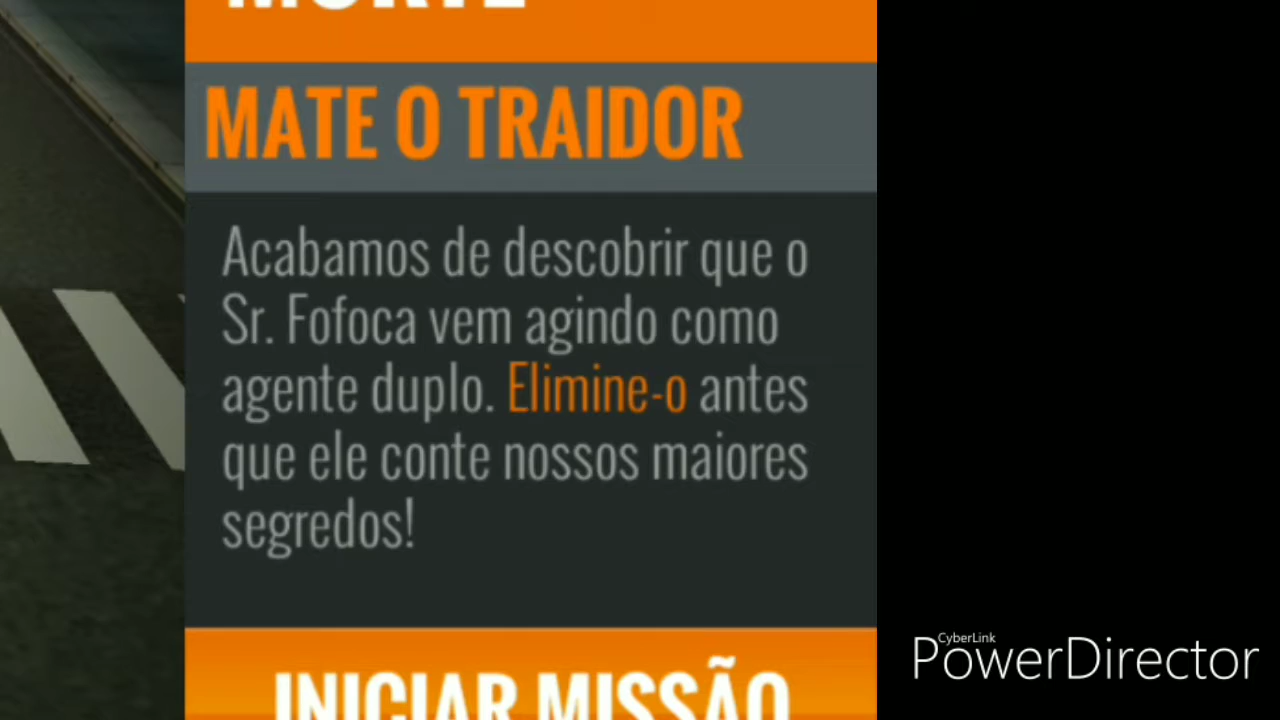 MORTE
MATE O TRAIDOR
Acabamos de descobrir que o
Sr. Fofoca vem agindo como
agente duplo. Elimine-o antes
que ele conte nossos maiores
segredos!
INICIAR MISSÃO
CyberLink
PowerDirector